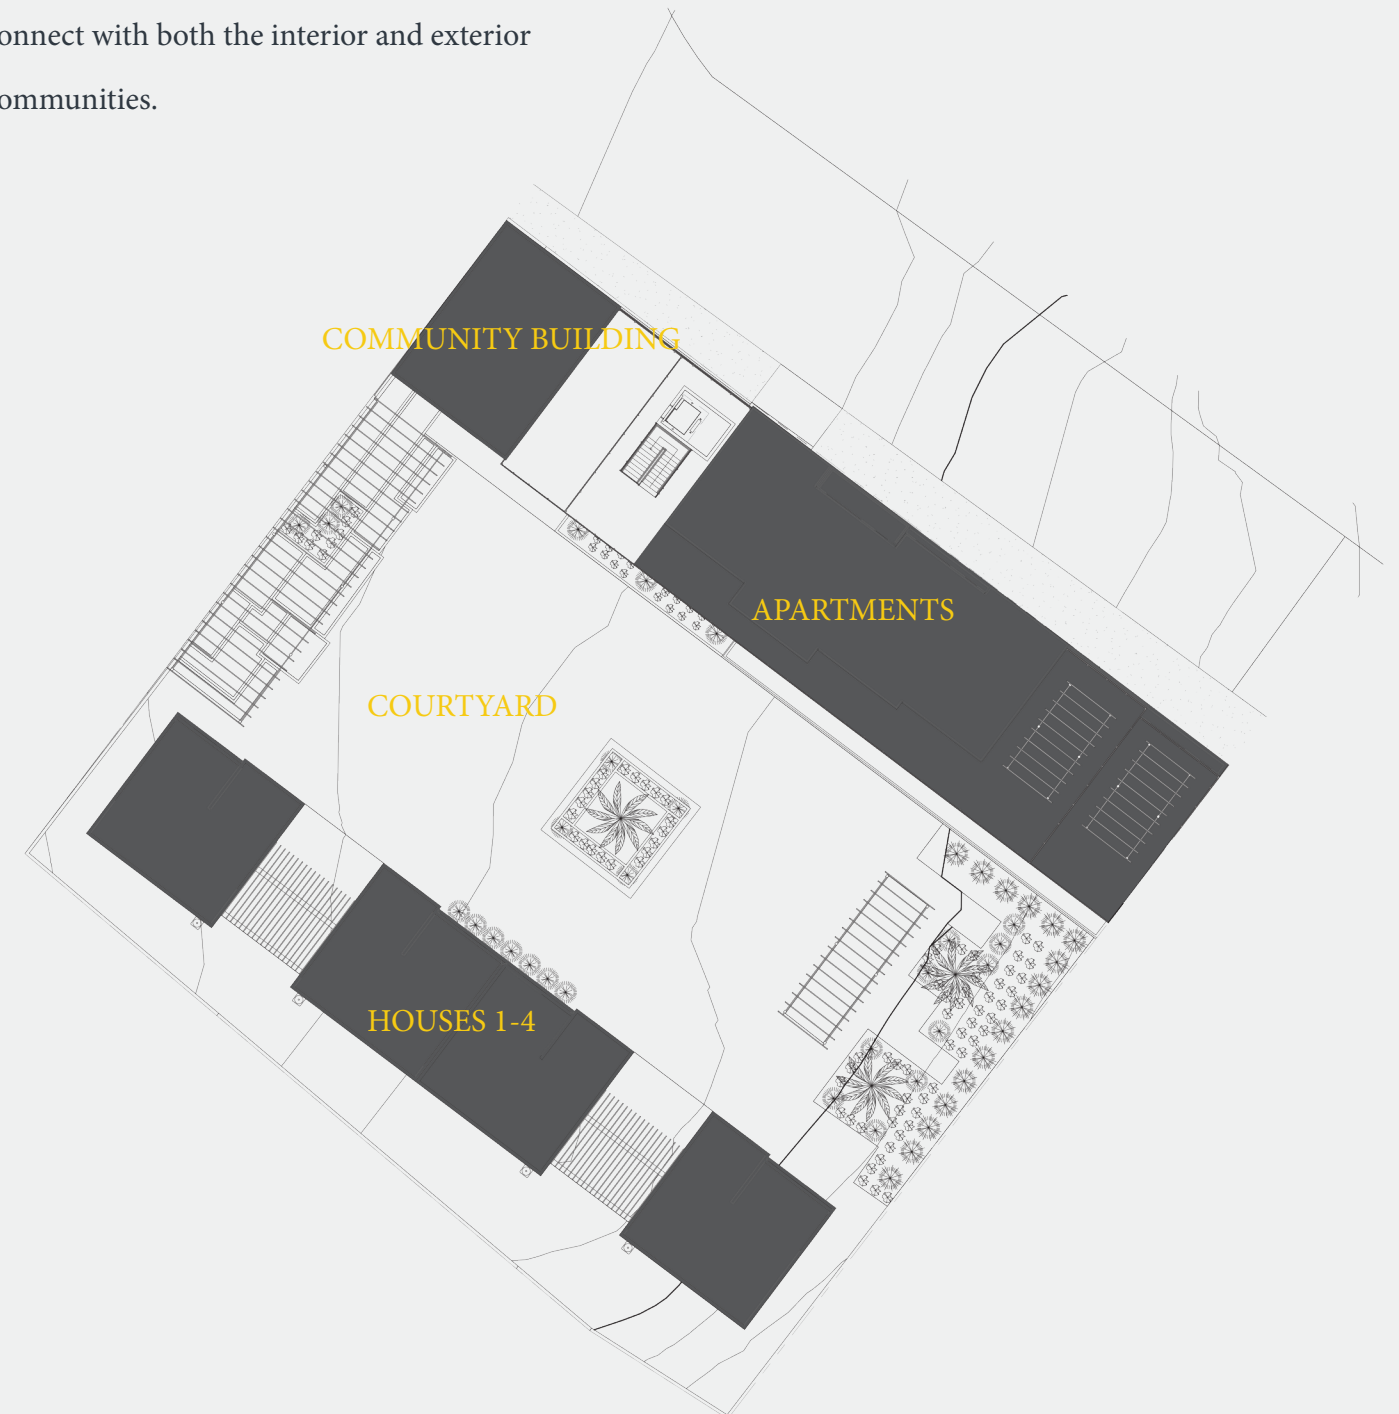 onnect with both the interior and exterior
ommunities.
COMMUNITY BUILDING
APARTMENTS
COURTYARD
HOUSES 1-4